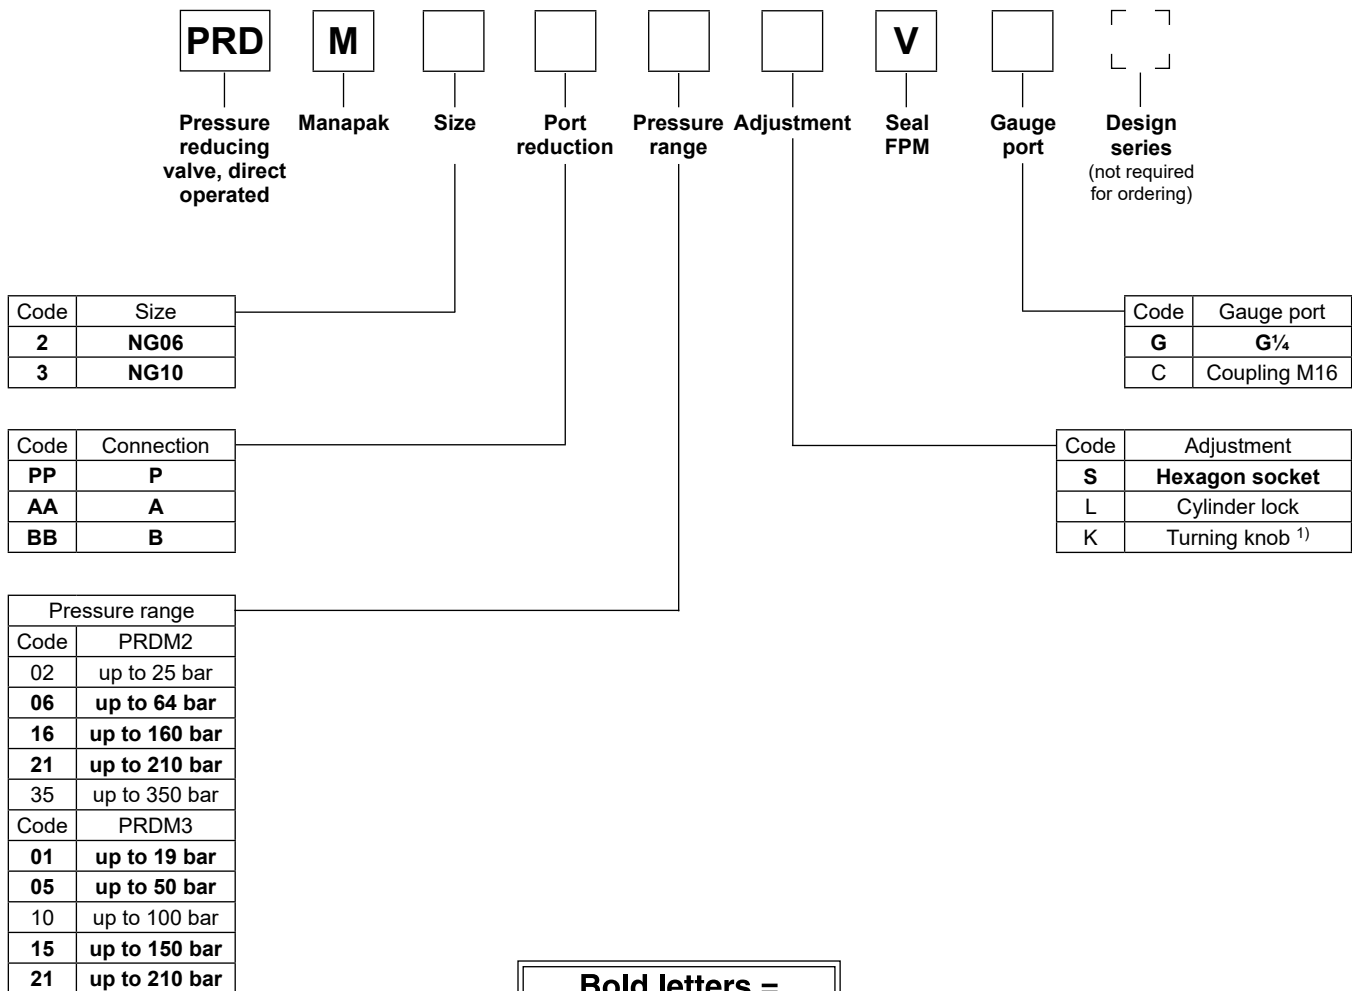 PRD M V
Pressure
reducing
valve, direct
operated
Manapak
Size
Port
reduction
Pressure
range
Adjustment
Seal
FPM
Gauge
port
Design
series
(not required
for ordering)
Code Size
2 NG06
3 NG10
Code Gauge port
G G¼
C Coupling M16
Code Connection
PP P
AA A
BB B
Code Adjustment
S Hexagon socket
L Cylinder lock
K Turning knob 1)
Pressure range
Code PRDM2
02 up to 25 bar
06 up to 64 bar
16 up to 160 bar
21 up to 210 bar
35 up to 350 bar
Code PRDM3
01 up to 19 bar
05 up to 50 bar
10 up to 100 bar
15 up to 150 bar
21 up to 210 bar
Bold letters =